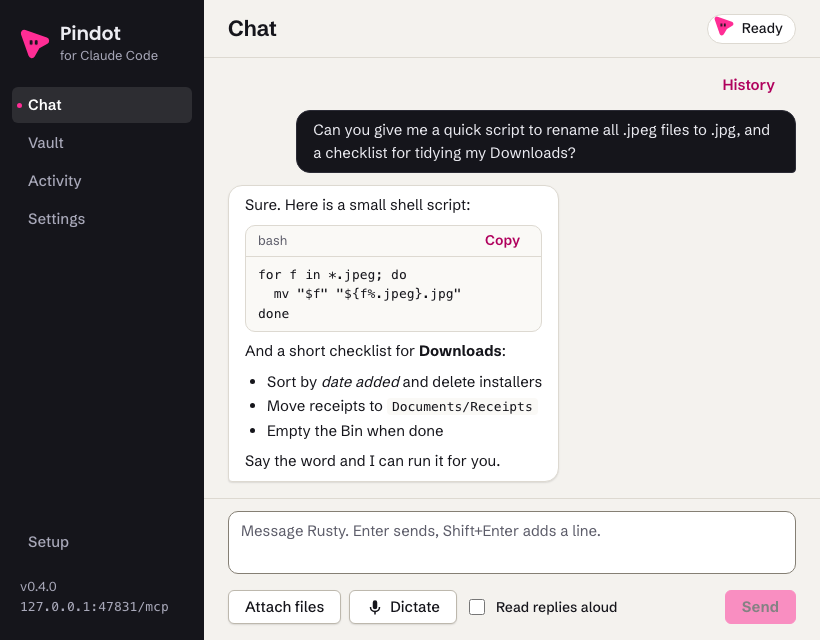 Pindot
for Claude Code
Chat
Vault
Activity
Settings
Setup
v0.4.0
127.0.0.1:47831/mcp
Chat
Ready
History
Can you give me a quick script to rename all .jpeg files to .jpg, and
a checklist for tidying my Downloads?
Sure. Here is a small shell script:
bash
Copy
for f in *.jpeg; do
  mv "$f" "${f%.jpeg}.jpg"
done
And a short checklist for Downloads:
• Sort by date added and delete installers
• Move receipts to Documents/Receipts
• Empty the Bin when done
Say the word and I can run it for you.
Message Rusty. Enter sends, Shift+Enter adds a line.
Attach files
Dictate
Read replies aloud
Send